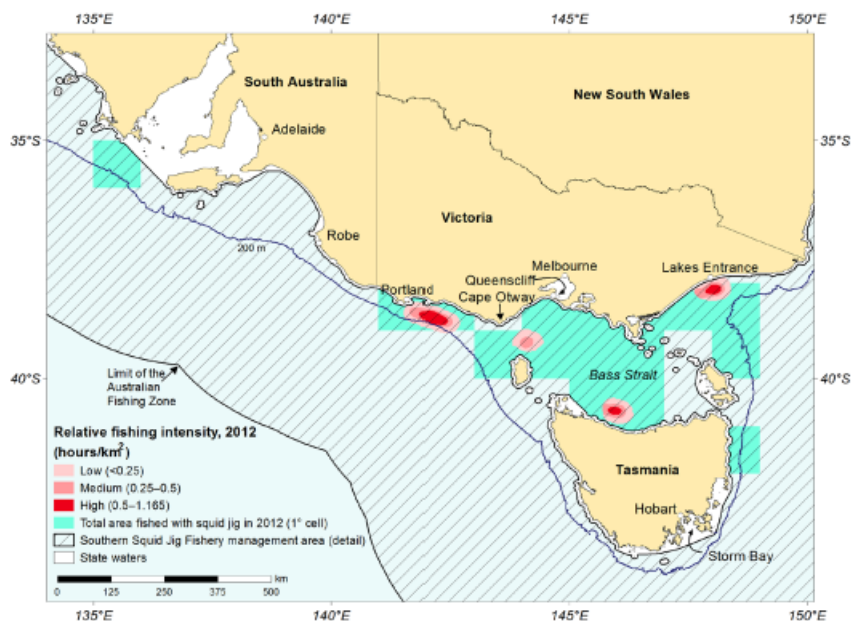 135°E 140°E 145°E 150°E
South Australia
New South Wales
Adelaide
35°S 35°S
Victoria
Robe
200 m
Melbourne
Lakes Entrance
Queenscliff
Portland
Cape Otway
Bass Strait
40°S 40°S
Limit of the
Australian
Fishing Zone
Relative fishing intensity, 2012
(hours/km²)
Low (<0.25)
Medium (0.25–0.5)
High (0.5–1.165)
Total area fished with squid jig in 2012 (1° cell)
Southern Squid Jig Fishery management area (detail)
State waters
0 125 250 375 500 km
Tasmania
Hobart
Storm Bay
135°E 140°E 145°E 150°E